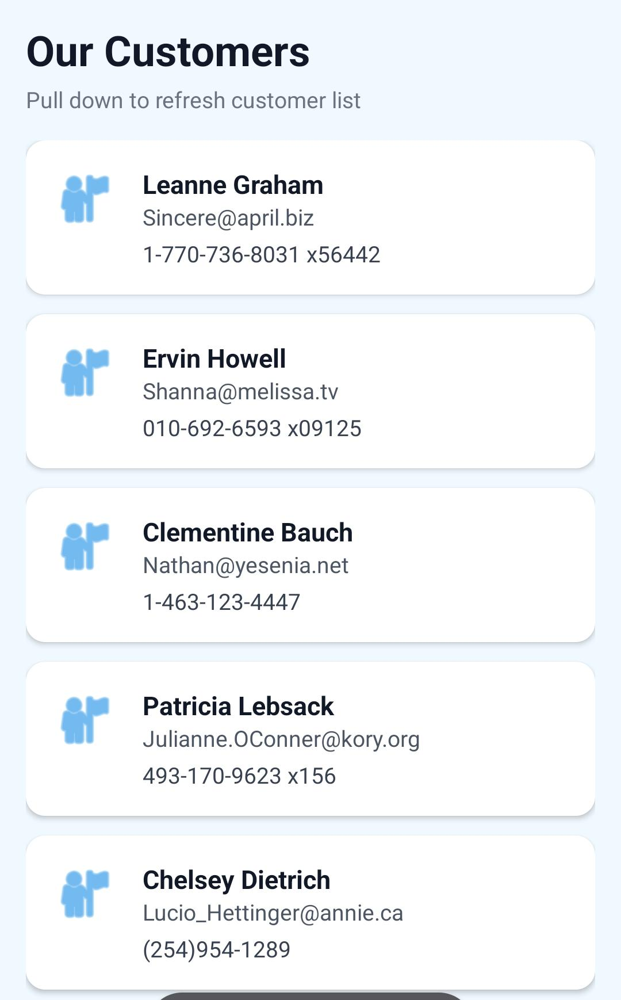 Our Customers
Pull down to refresh customer list
Leanne Graham
Sincere@april.biz
1-770-736-8031 x56442
Ervin Howell
Shanna@melissa.tv
010-692-6593 x09125
Clementine Bauch
Nathan@yesenia.net
1-463-123-4447
Patricia Lebsack
Julianne.OConner@kory.org
493-170-9623 x156
Chelsey Dietrich
Lucio_Hettinger@annie.ca
(254)954-1289